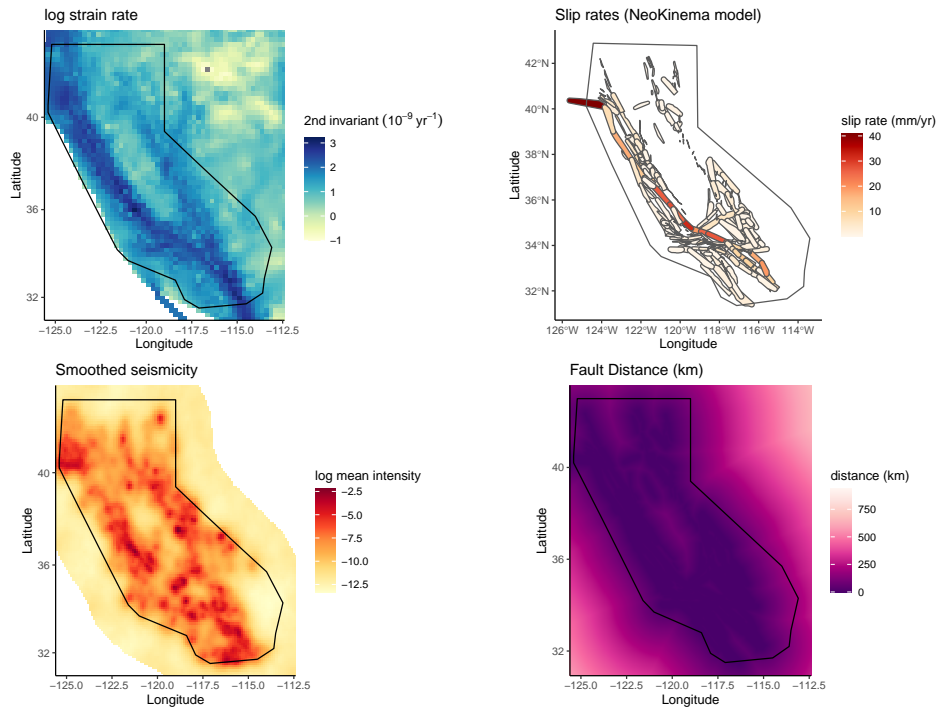 log strain rate
40
36
32
Latitude
−125.0 −122.5 −120.0 −117.5 −115.0 −112.5
Longitude
2nd invariant (10⁻⁹ yr⁻¹)
3
2
1
0
−1
Slip rates (NeoKinema model)
42°N
40°N
38°N
36°N
34°N
32°N
Latitude
126°W 124°W 122°W 120°W 118°W 116°W 114°W
Longitude
slip rate (mm/yr)
40
30
20
10
Smoothed seismicity
40
36
32
Latitude
−125.0 −122.5 −120.0 −117.5 −115.0 −112.5
Longitude
log mean intensity
−2.5
−5.0
−7.5
−10.0
−12.5
Fault Distance (km)
40
36
32
Latitude
−125.0 −122.5 −120.0 −117.5 −115.0 −112.5
Longitude
distance (km)
750
500
250
0